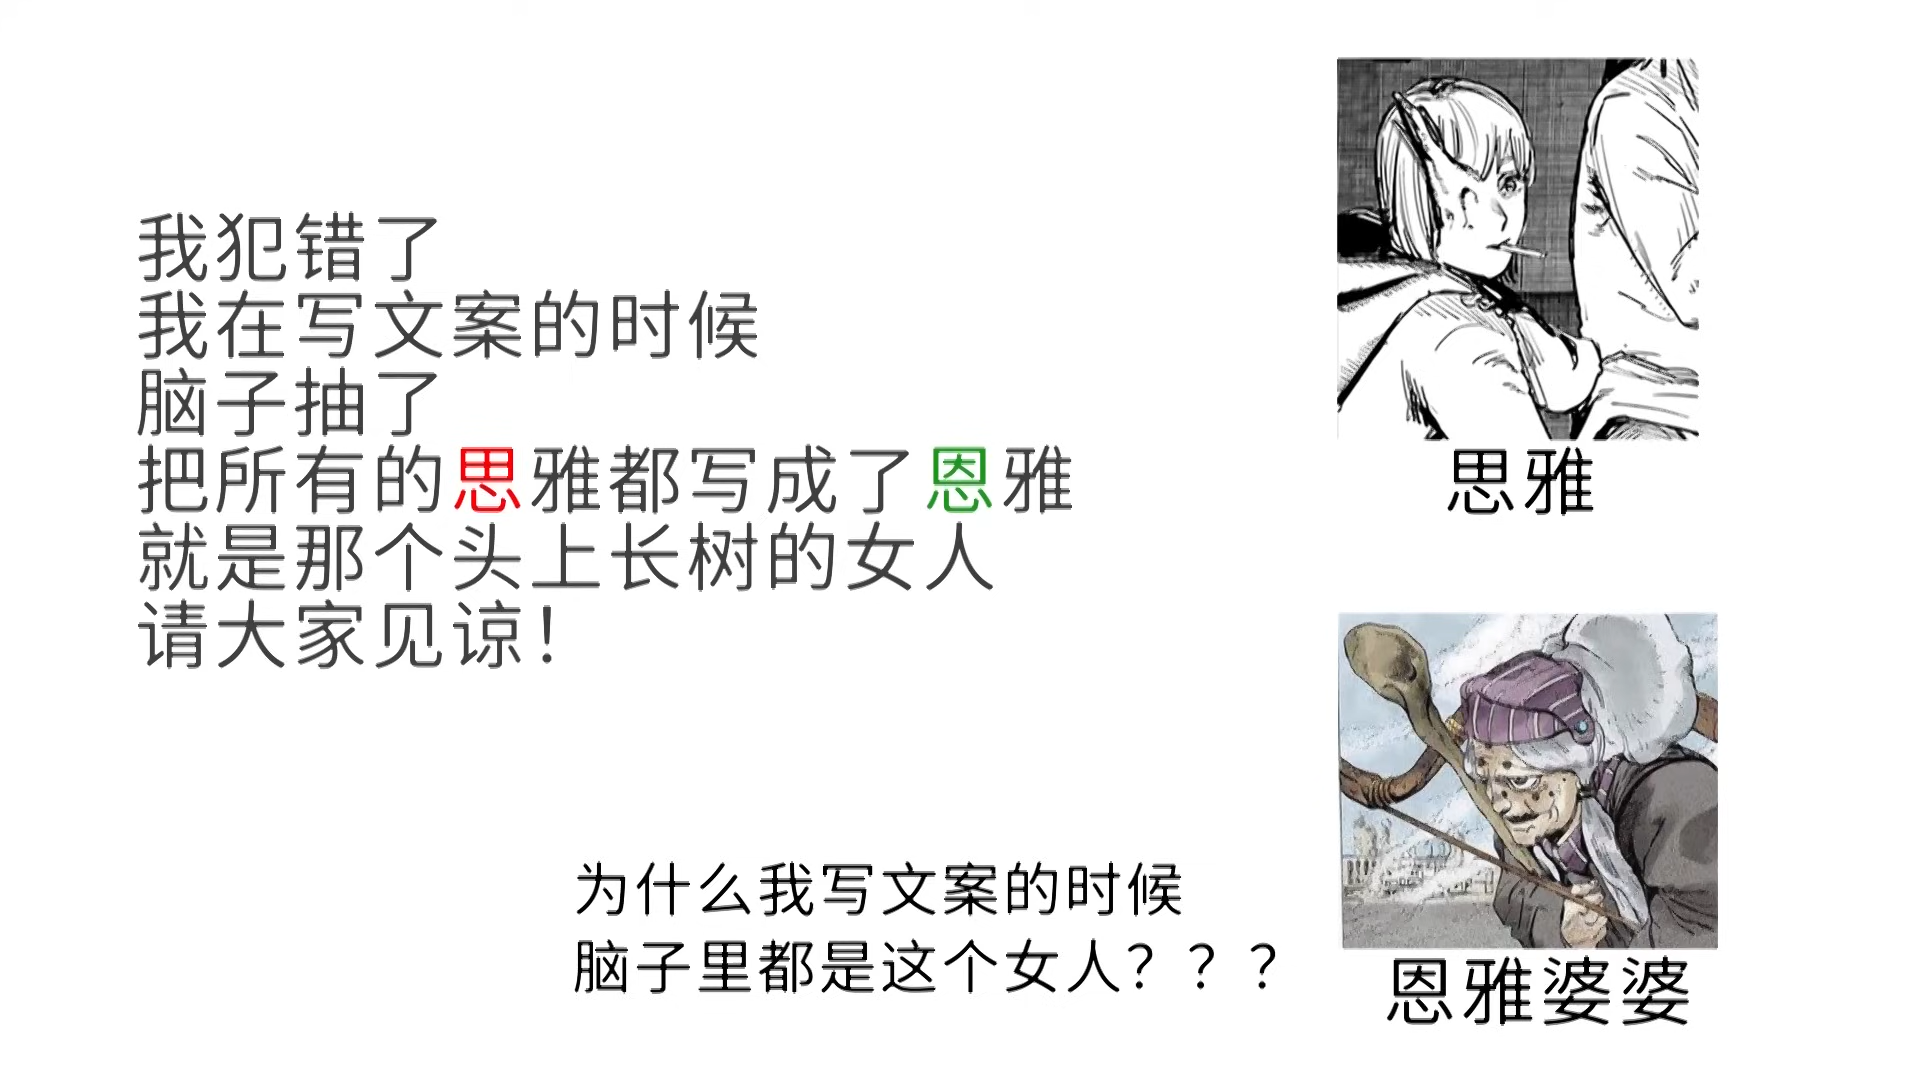 我犯错了
我在写文案的时候
脑子抽了
把所有的思雅都写成了恩雅
就是那个头上长树的女人
请大家见谅！
思雅
为什么我写文案的时候
脑子里都是这个女人？？？
恩雅婆婆